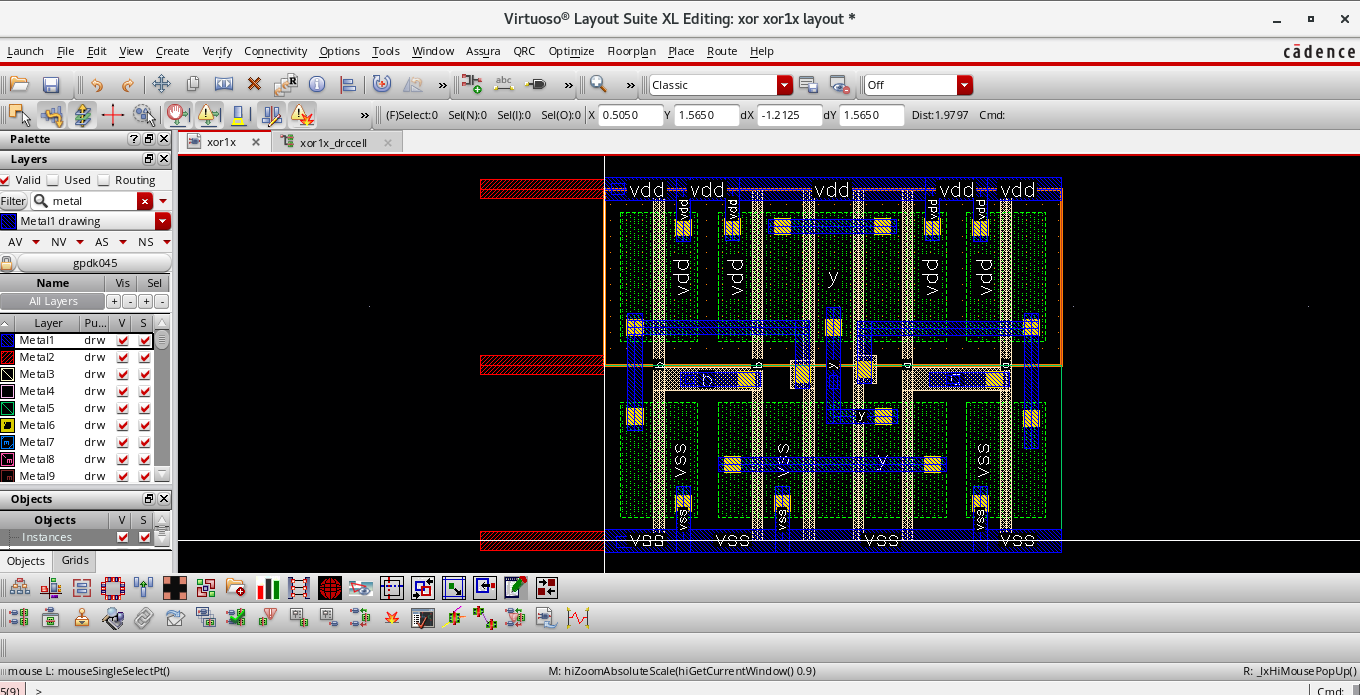 Virtuoso® Layout Suite XL Editing: xor xor1x layout *
Launch File Edit View Create Verify Connectivity Options Tools Window Assura QRC Optimize Floorplan Place Route Help
cādence
Classic
Off
(F)Select:0 Sel(N):0 Sel(I):0 Sel(O):0 X 0.5050 Y 1.5650 dX -1.2125 dY 1.5650 Dist:1.9797 Cmd:
Palette
xor1x xor1x_drccell
Layers
Valid Used Routing
Filter metal
Metal1 drawing
AV NV AS NS
gpdk045
Name Vis Sel
All Layers + - + -
Layer Pu... V S
Metal1 drw
Metal2 drw
Metal3 drw
Metal4 drw
Metal5 drw
Metal6 drw
Metal7 drw
Metal8 drw
Metal9 drw
Objects
Objects V S
Instances
Objects Grids
vdd vdd vdd vdd vdd
vdd vdd vdd vdd
vdd vdd y vdd vdd
b b y a a
b
y
vss vss y vss
vss vss vss
vss vss vss
mouse L: mouseSingleSelectPt() M: hiZoomAbsoluteScale(hiGetCurrentWindow() 0.9) R: _lxHiMousePopUp()
5(9) > Cmd: